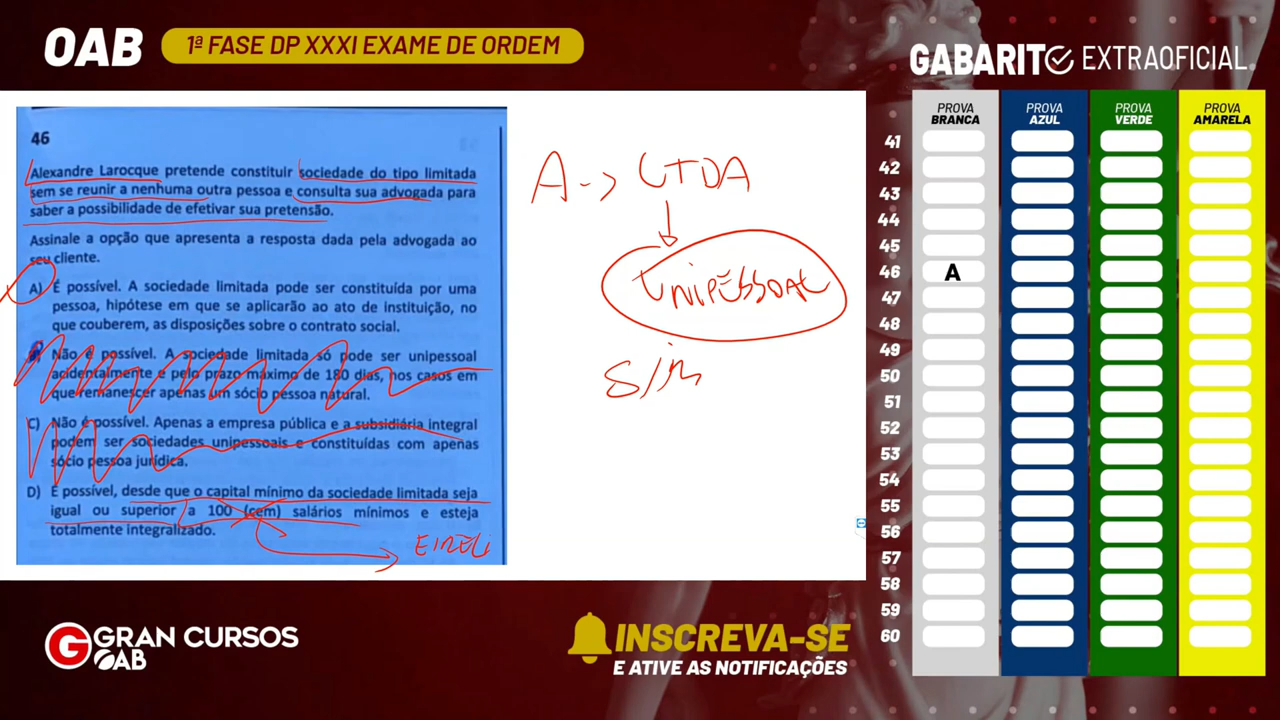 OAB
1ª FASE DP XXXI EXAME DE ORDEM
GABARITO EXTRAOFICIAL
PROVA BRANCA
PROVA AZUL
PROVA VERDE
PROVA AMARELA
46
Alexandre Larocque pretende constituir sociedade do tipo limitada
sem se reunir a nenhuma outra pessoa e consulta sua advogada para
saber a possibilidade de efetivar sua pretensão.
Assinale a opção que apresenta a resposta dada pela advogada ao
seu cliente.
A) É possível. A sociedade limitada pode ser constituída por uma
pessoa, hipótese em que se aplicarão ao ato de instituição, no
que couberem, as disposições sobre o contrato social.
Não é possível. A sociedade limitada só pode ser unipessoal
acidentalmente e pelo prazo máximo de 180 dias, nos casos em
que remanescer apenas um sócio pessoa natural.
C) Não é possível. Apenas a empresa pública e a subsidiária integral
podem ser sociedades unipessoais e constituídas com apenas
sócio pessoa jurídica.
D) É possível, desde que o capital mínimo da sociedade limitada seja
igual ou superior a 100 (cem) salários mínimos e esteja
totalmente integralizado.
EIRELI
A -> LTDA
UNIPESSOAL
SIM
41
42
43
44
45
46 A
47
48
49
50
51
52
53
54
55
56
57
58
59
60
G GRAN CURSOS
OAB
INSCREVA-SE
E ATIVE AS NOTIFICAÇÕES